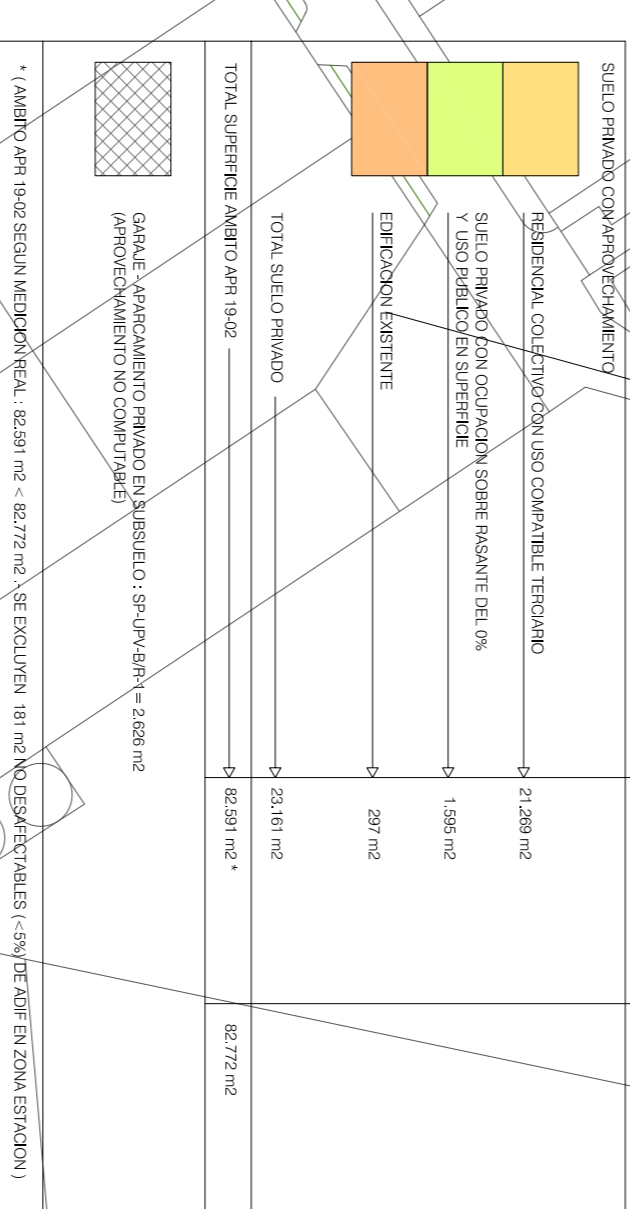 SUELO PRIVADO CON APROVECHAMIENTO
RESIDENCIAL COLECTIVO CON USO COMPATIBLE TERCIARIO
21.269 m2
SUELO PRIVADO CON OCUPACION SOBRE RASANTE DEL 0%
Y USO PUBLICO EN SUPERFICIE
1.595 m2
EDIFICACION EXISTENTE
297 m2
TOTAL SUELO PRIVADO
23.161 m2
TOTAL SUPERFICIE AMBITO APR 19-02
82.591 m2 *
82.772 m2
GARAJE - APARCAMIENTO PRIVADO EN SUBSUELO : SP-UPV-B/R-1 = 2.626 m2
(APROVECHAMIENTO NO COMPUTABLE)
* ( AMBITO APR 19-02 SEGUN MEDICION REAL : 82.591 m2 < 82.772 m2 : SE EXCLUYEN 181 m2 NO DESAFECTABLES (<5%) DE ADIF EN ZONA ESTACION )